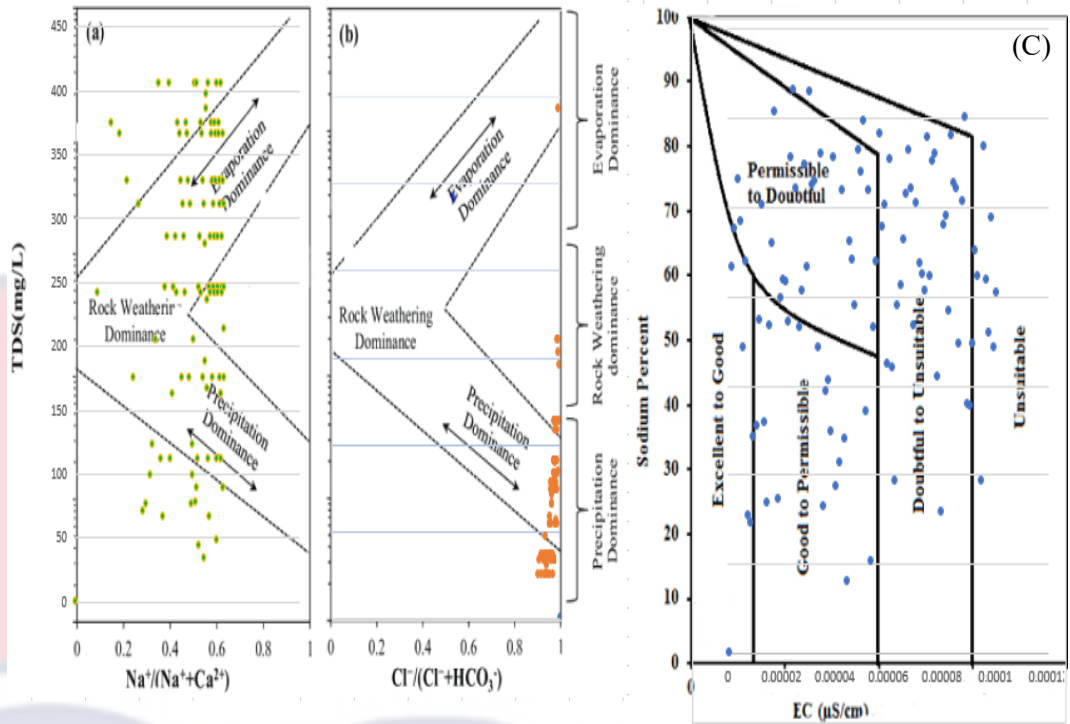 (a)
TDS(mg/L)
450
400
350
300
250
200
150
100
50
0
Evaporation
Dominance
Rock Weatherin
Dominance
Precipitation
Dominance
0
0.2
0.4
0.6
0.8
1
Na⁺/(Na⁺+Ca²⁺)
(b)
Evaporation
Dominance
Rock Weathering
Dominance
Precipitation
Dominance
0
0.2
0.4
0.6
0.8
1
Cl⁻/(Cl⁻+HCO₃⁻)
Evaporation
Dominance
Rock Weathering
dominance
Precipitation
Dominance
(C)
Sodium Percent
100
90
80
70
60
50
40
30
20
10
0
Permissible
to Doubtful
Excellent to Good
Good to Permissible
Doubtful to Unsuitable
Unsuitable
0
0
0.00002
0.00004
0.00006
0.00008
0.0001
0.00012
EC (µS/cm)